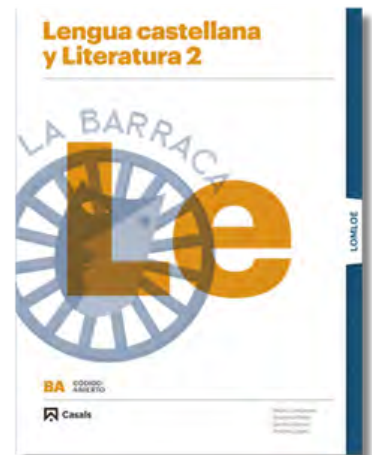 Lengua castellana
y Literatura 2
LA BARRACA
Le
LOMLOE
BA CÓDIGO
ABIERTO
Casals